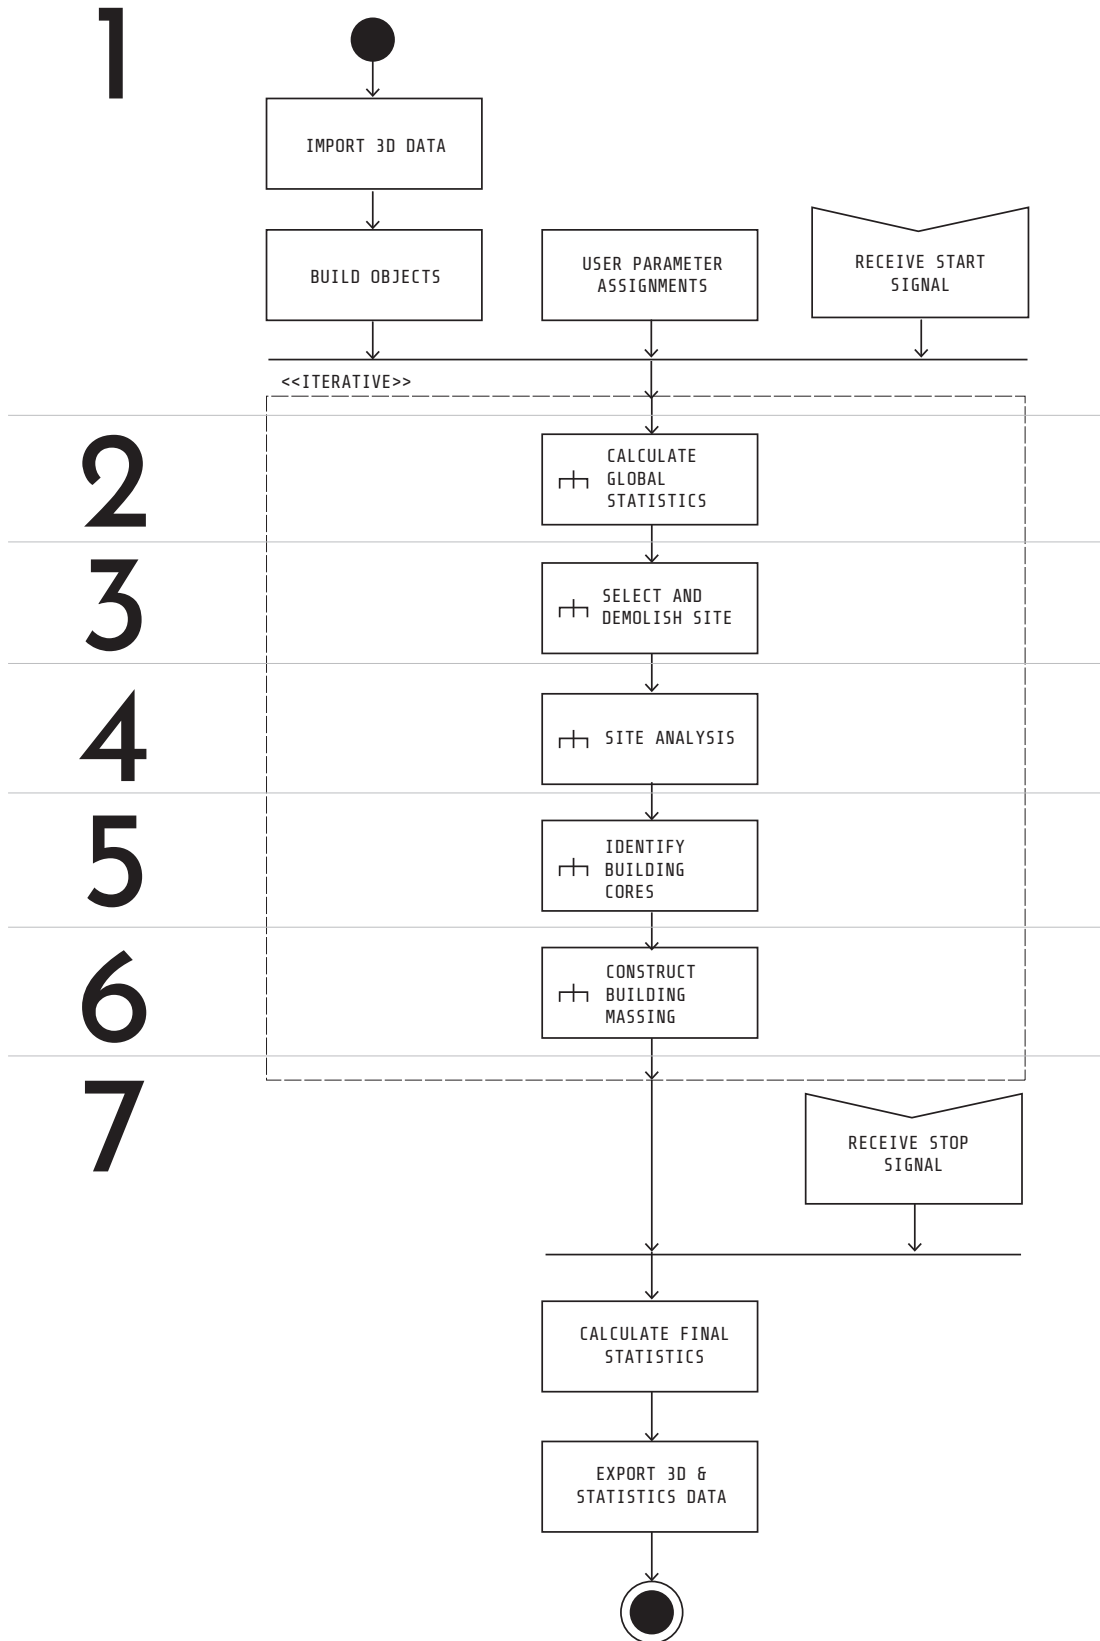 1
IMPORT 3D DATA
BUILD OBJECTS
USER PARAMETER
ASSIGNMENTS
RECEIVE START
SIGNAL
<<ITERATIVE>>
2
CALCULATE
GLOBAL
STATISTICS
3
SELECT AND
DEMOLISH SITE
4
SITE ANALYSIS
5
IDENTIFY
BUILDING
CORES
6
CONSTRUCT
BUILDING
MASSING
7
RECEIVE STOP
SIGNAL
CALCULATE FINAL
STATISTICS
EXPORT 3D &
STATISTICS DATA